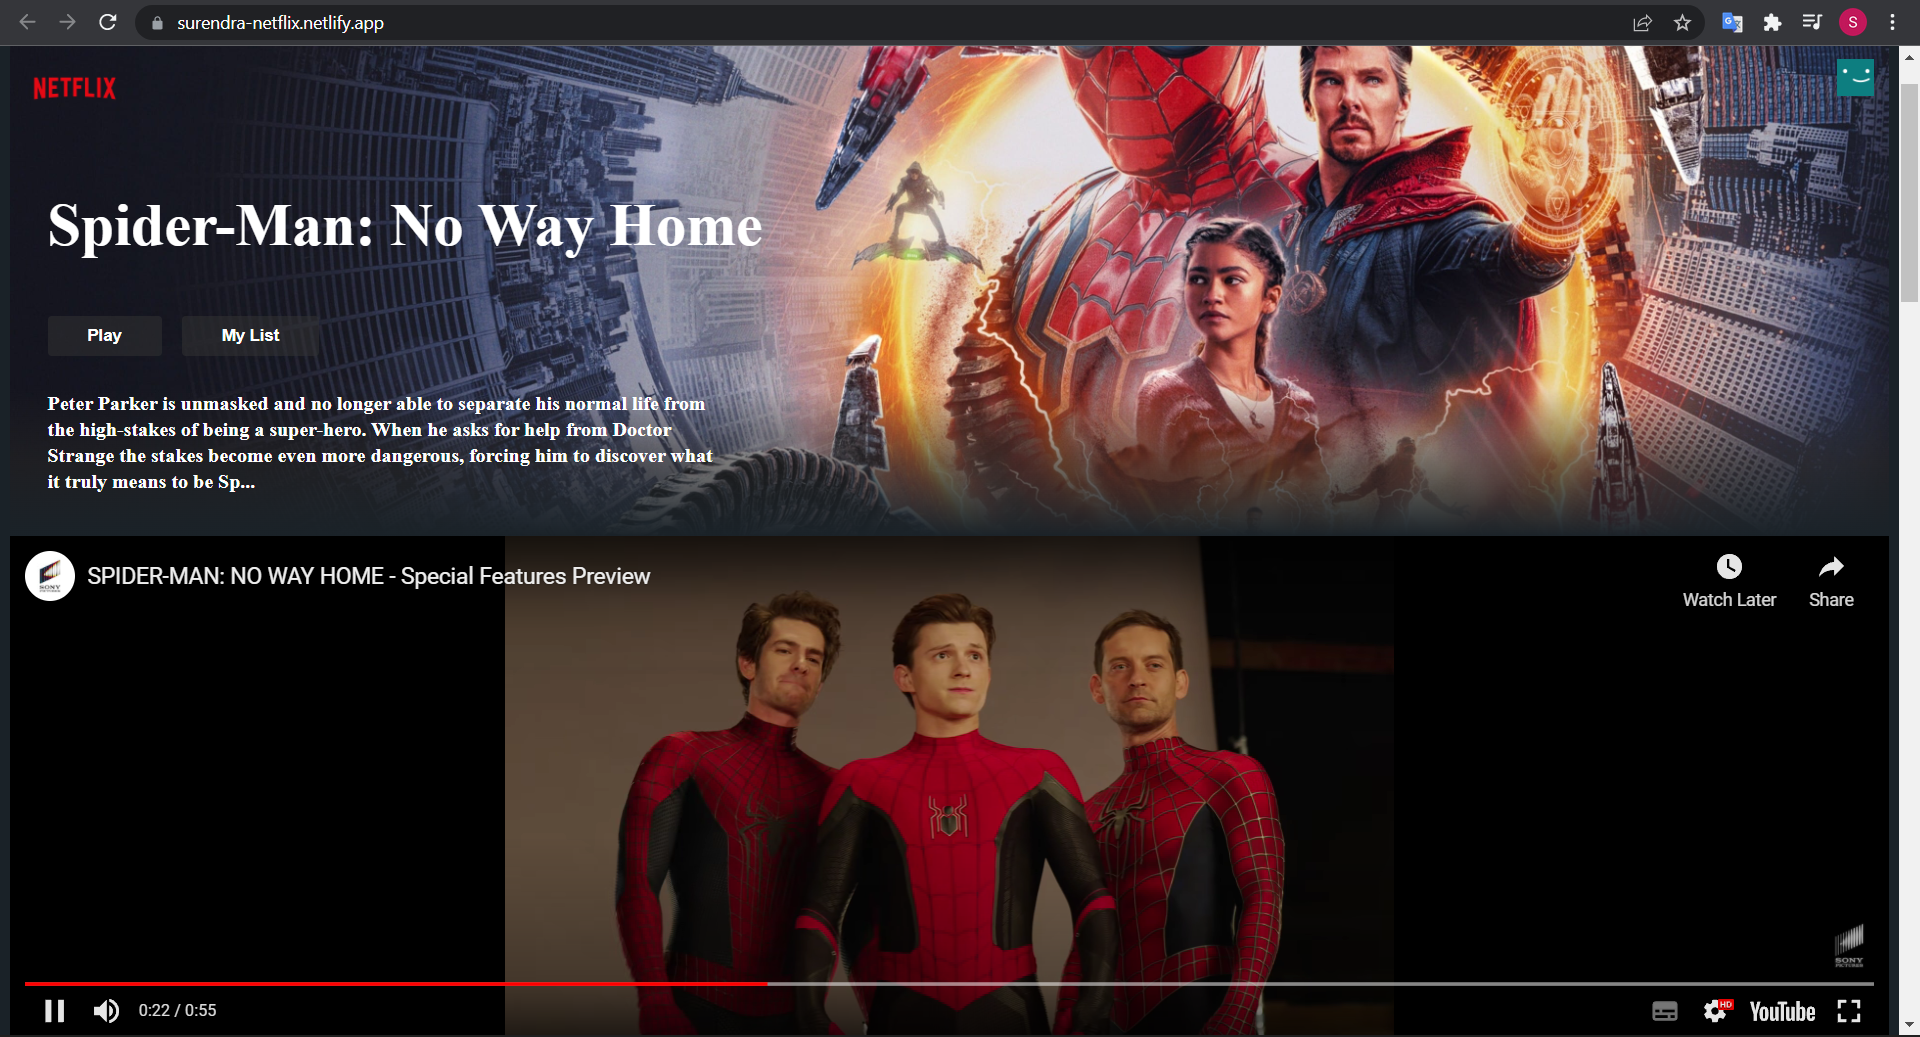 surendra-netflix.netlify.app
S
NETFLIX
Spider-Man: No Way Home
Play
My List
Peter Parker is unmasked and no longer able to separate his normal life from
the high-stakes of being a super-hero. When he asks for help from Doctor
Strange the stakes become even more dangerous, forcing him to discover what
it truly means to be Sp...
SONY
PICTURES
SPIDER-MAN: NO WAY HOME - Special Features Preview
Watch Later
Share
SONY
PICTURES
0:22 / 0:55
HD
YouTube